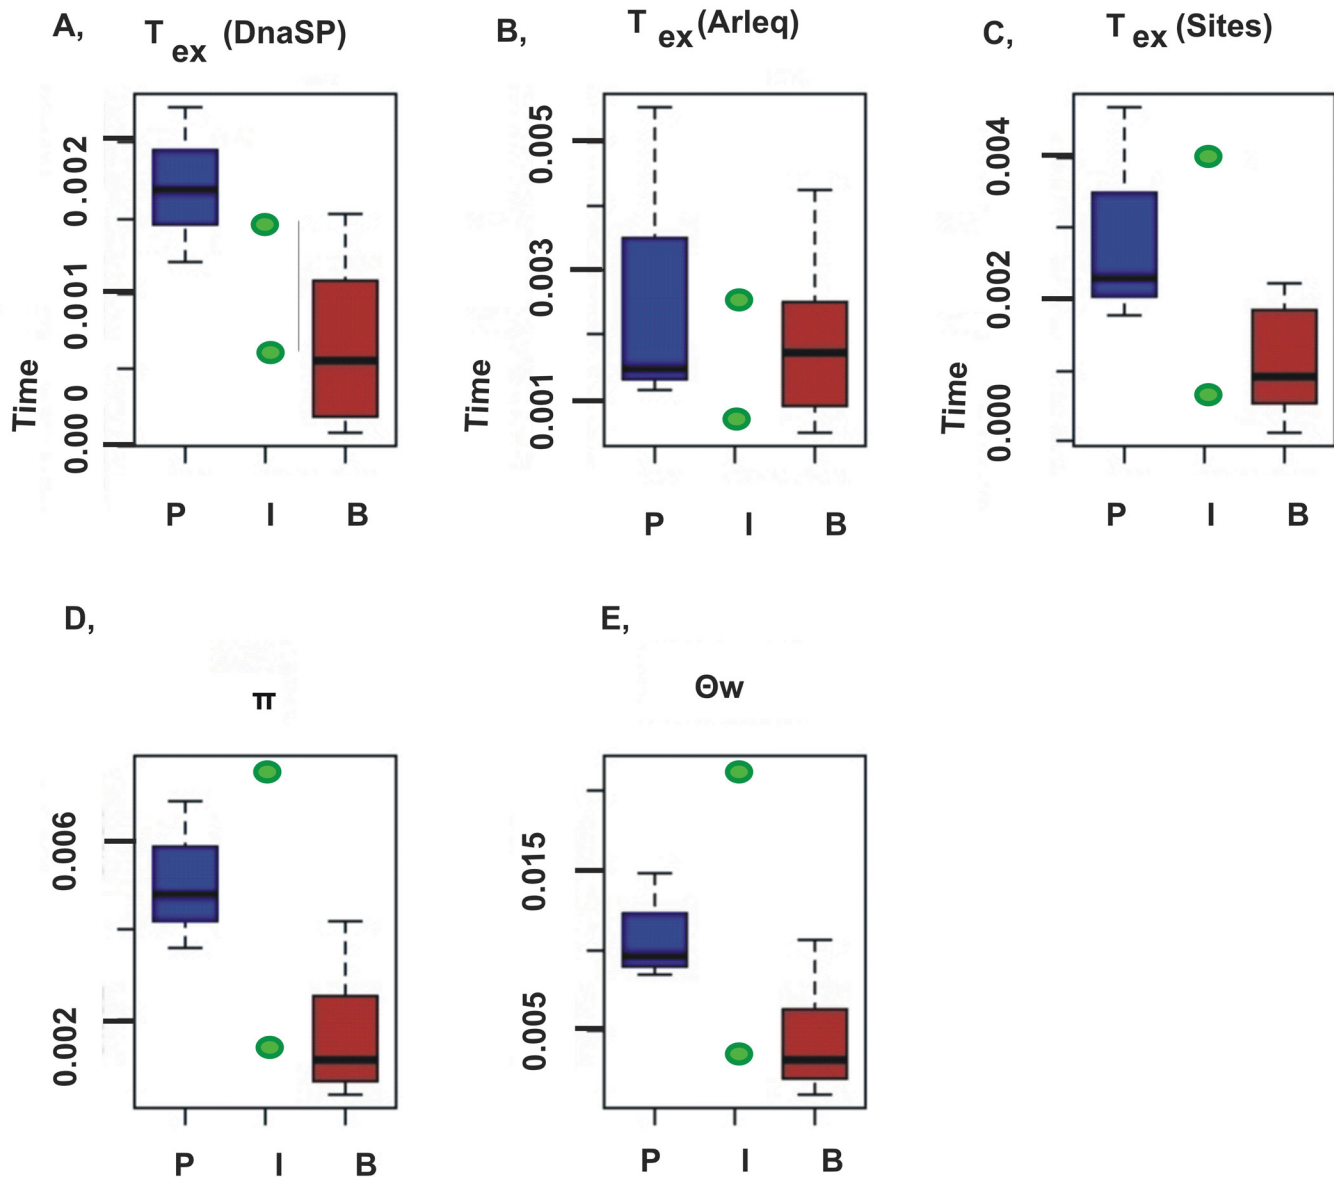 A, T ex (DnaSP)
B, T ex (Arleq)
C, T ex (Sites)
Time
0.002
0.001
0.00 0
P I B
Time
0.005
0.003
0.001
P I B
Time
0.004
0.002
0.000
P I B
D,
π
0.006
0.002
P I B
E,
Θw
0.015
0.005
P I B